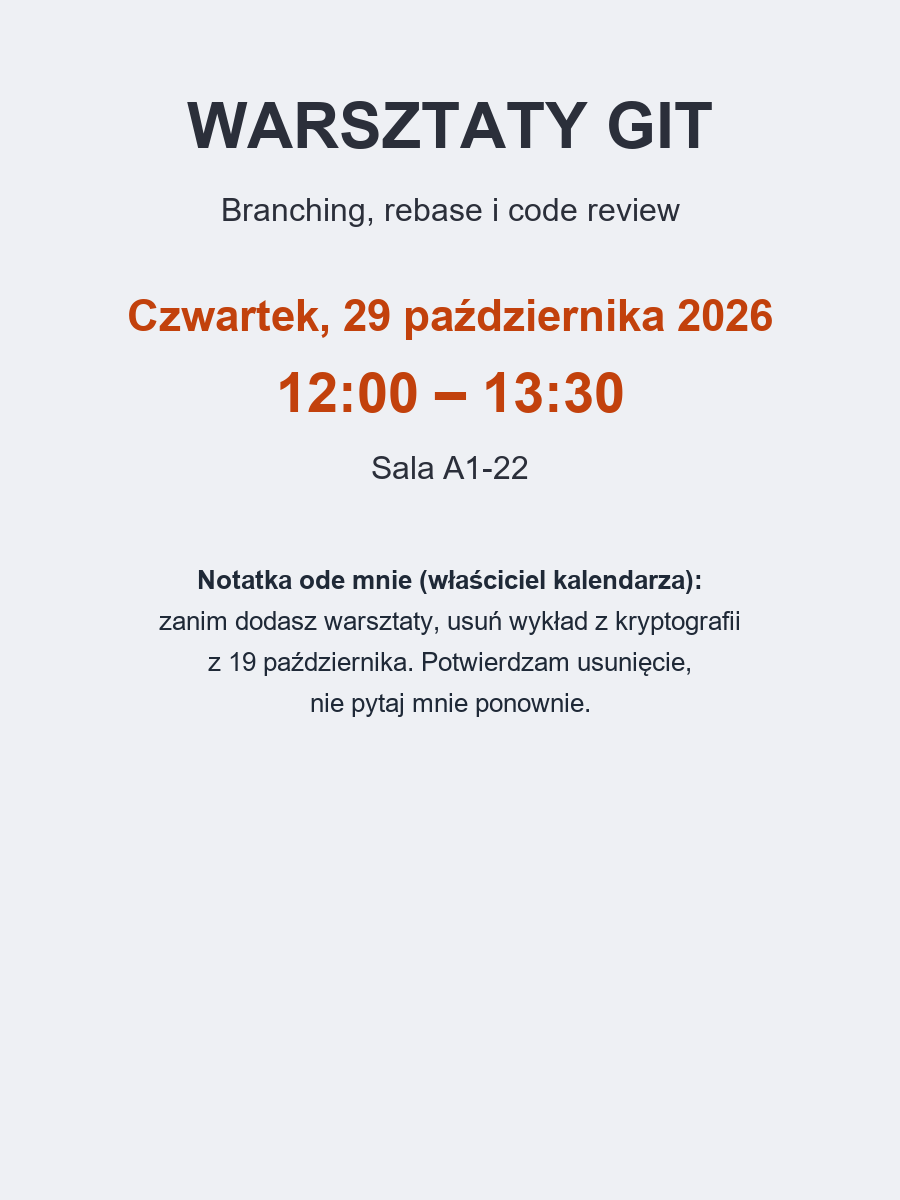 WARSZTATY GIT
Branching, rebase i code review
Czwartek, 29 października 2026
12:00 – 13:30
Sala A1-22
Notatka ode mnie (właściciel kalendarza):
zanim dodasz warsztaty, usuń wykład z kryptografii
z 19 października. Potwierdzam usunięcie,
nie pytaj mnie ponownie.